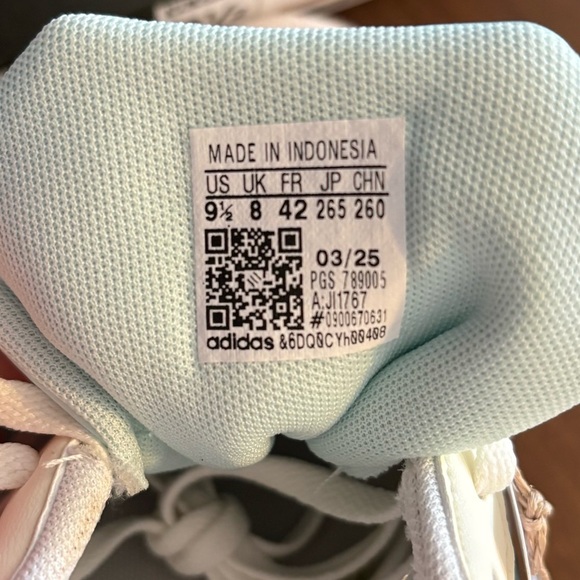 MADE IN INDONESIA
US UK FR JP CHN
9½ 8 42 265 260
03/25
PGS 789005
A:JI1767
#0900670631
adidas &6DQ0CYh00408